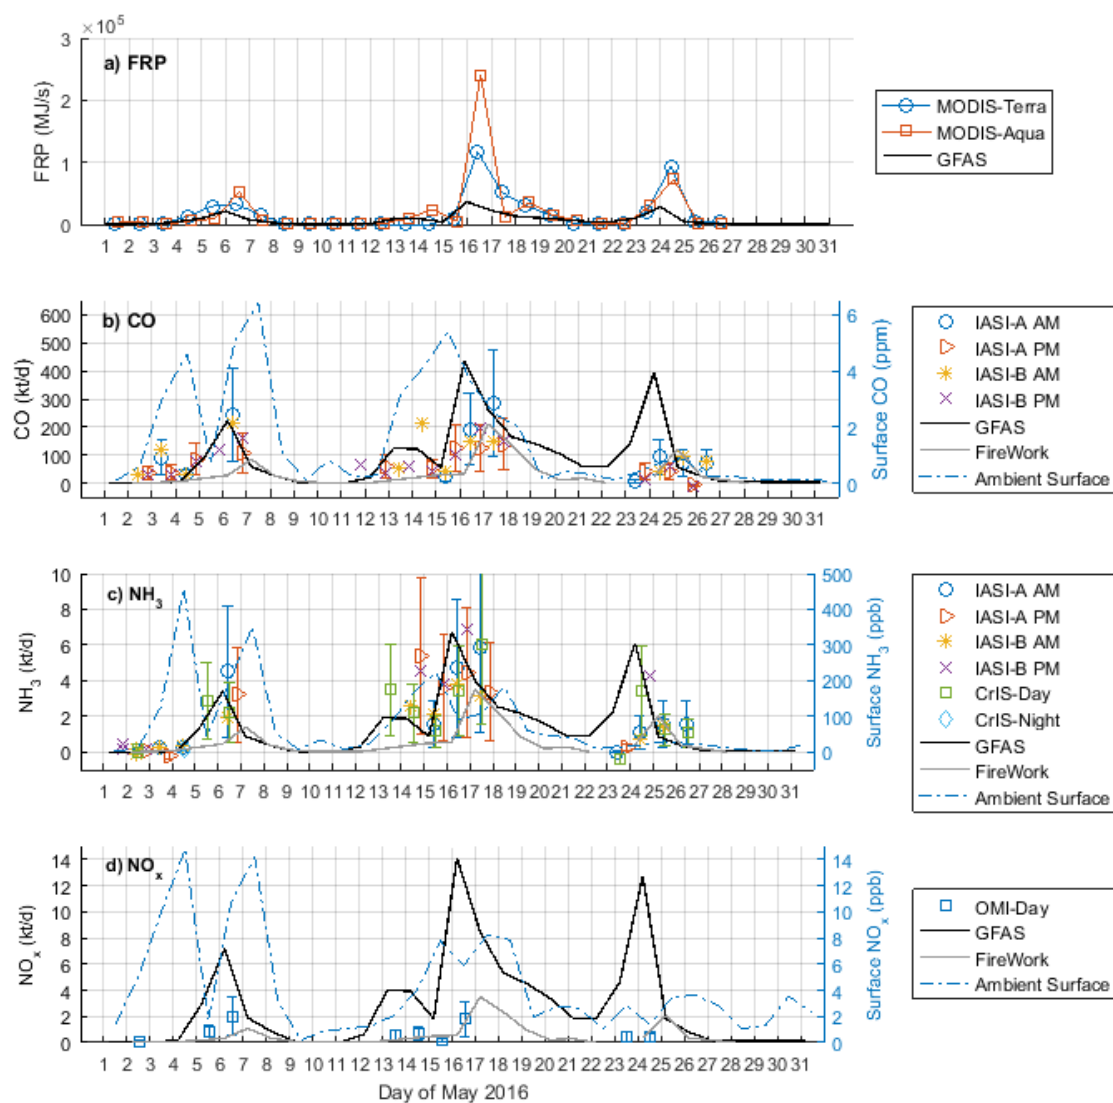 ×10⁵
a) FRP
FRP (MJ/s)
3
2
1
0
1 2 3 4 5 6 7 8 9 10 11 12 13 14 15 16 17 18 19 20 21 22 23 24 25 26 27 28 29 30 31
MODIS-Terra
MODIS-Aqua
GFAS
b) CO
CO (kt/d)
600
500
400
300
200
100
0
Surface CO (ppm)
6
4
2
0
1 2 3 4 5 6 7 8 9 10 11 12 13 14 15 16 17 18 19 20 21 22 23 24 25 26 27 28 29 30 31
IASI-A AM
IASI-A PM
IASI-B AM
IASI-B PM
GFAS
FireWork
Ambient Surface
c) NH₃
NH₃ (kt/d)
10
8
6
4
2
0
Surface NH₃ (ppb)
500
400
300
200
100
0
1 2 3 4 5 6 7 8 9 10 11 12 13 14 15 16 17 18 19 20 21 22 23 24 25 26 27 28 29 30 31
IASI-A AM
IASI-A PM
IASI-B AM
IASI-B PM
CrIS-Day
CrIS-Night
GFAS
FireWork
Ambient Surface
d) NOₓ
NOₓ (kt/d)
14
12
10
8
6
4
2
0
Surface NOₓ (ppb)
14
12
10
8
6
4
2
0
1 2 3 4 5 6 7 8 9 10 11 12 13 14 15 16 17 18 19 20 21 22 23 24 25 26 27 28 29 30 31
Day of May 2016
OMI-Day
GFAS
FireWork
Ambient Surface